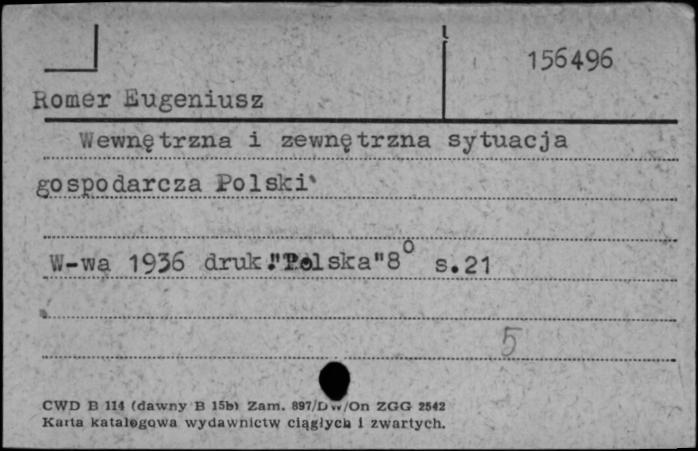 156496
Romer Eugeniusz
Wewnętrzna i zewnętrzna sytuacja
gospodarcza Polski
W-wa 1936 druk."Polska"8° s.21
5
CWD B 114 (dawny B 15b) Zam. 897/DW/On ZGG 2542
Karta katalogowa wydawnictw ciągłych i zwartych.